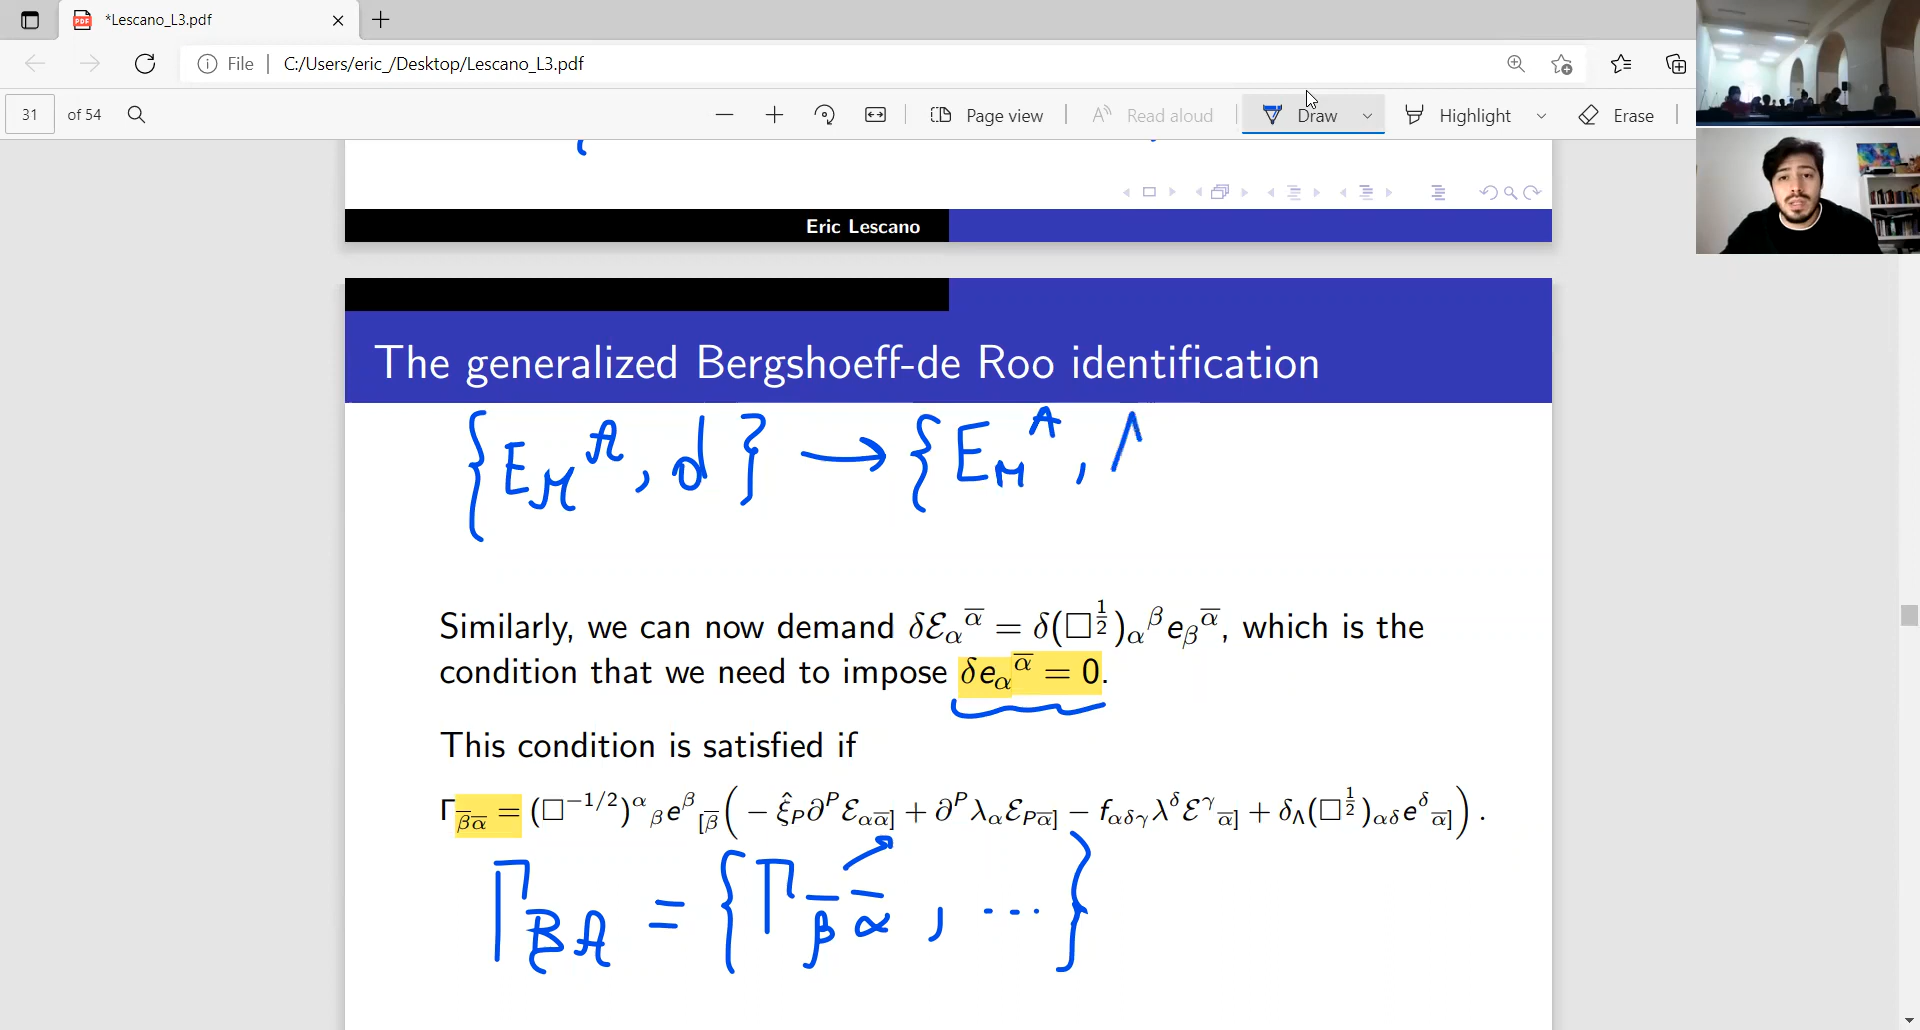 *Lescano_L3.pdf
File | C:/Users/eric_/Desktop/Lescano_L3.pdf
31 of 54 Page view Read aloud Draw Highlight Erase
Eric Lescano
The generalized Bergshoeff-de Roo identification
{E_M^A, d} → {E_M^A, Λ
Similarly, we can now demand δℰ_α^ᾱ = δ(□^{1/2})_α^β e_β^ᾱ, which is the
condition that we need to impose δe_α^ᾱ = 0.
This condition is satisfied if
Γ_{β̄ᾱ} = (□^{-1/2})^α_β e^β_{[β̄} ( − ξ̂_P ∂^P ℰ_{αᾱ]} + ∂^P λ_α ℰ_{Pᾱ]} − f_{αδγ} λ^δ ℰ^γ_{ᾱ]} + δ_Λ(□^{1/2})_{αδ} e^δ_{ᾱ]} ) .
Γ_{BA} = {Γ_{β̄ᾱ}, ...}